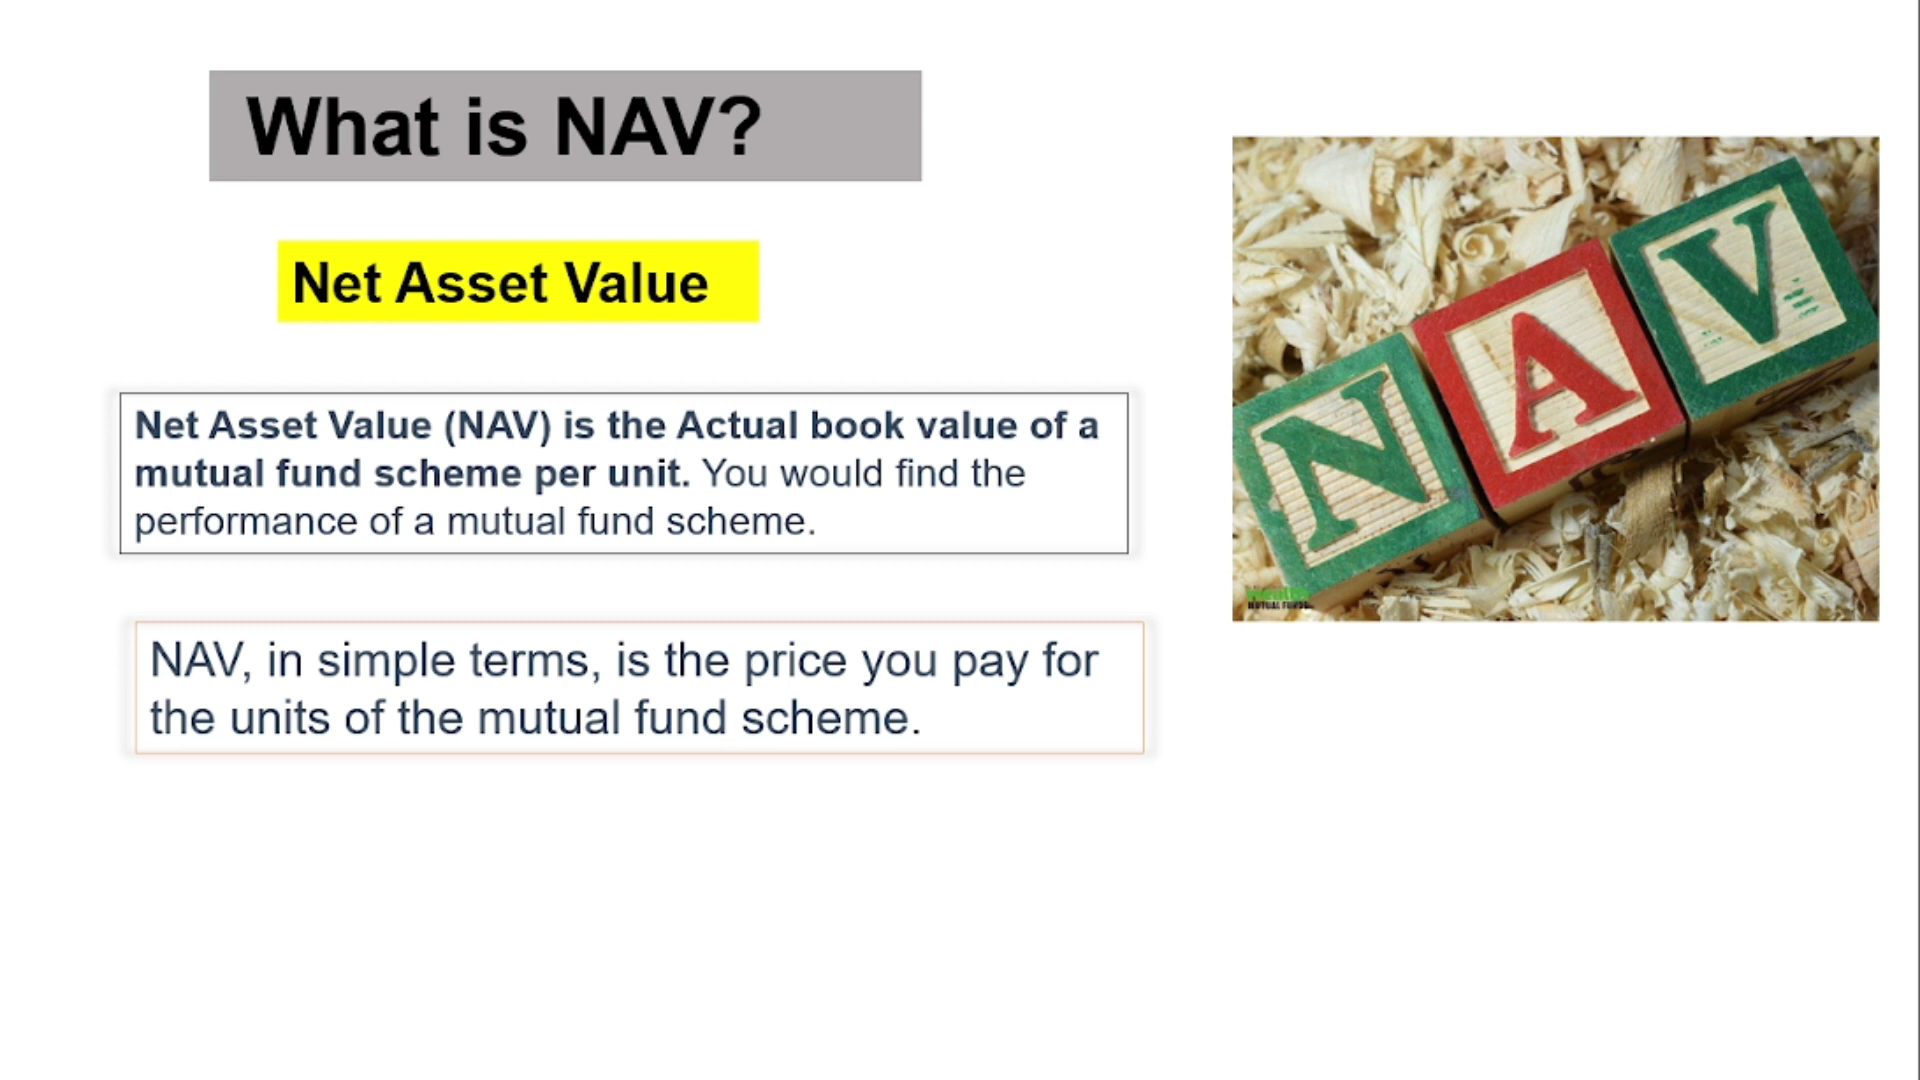 What is NAV?
Net Asset Value
Net Asset Value (NAV) is the Actual book value of a
mutual fund scheme per unit. You would find the
performance of a mutual fund scheme.
NAV, in simple terms, is the price you pay for
the units of the mutual fund scheme.
N A V
MUTUAL FUNDS